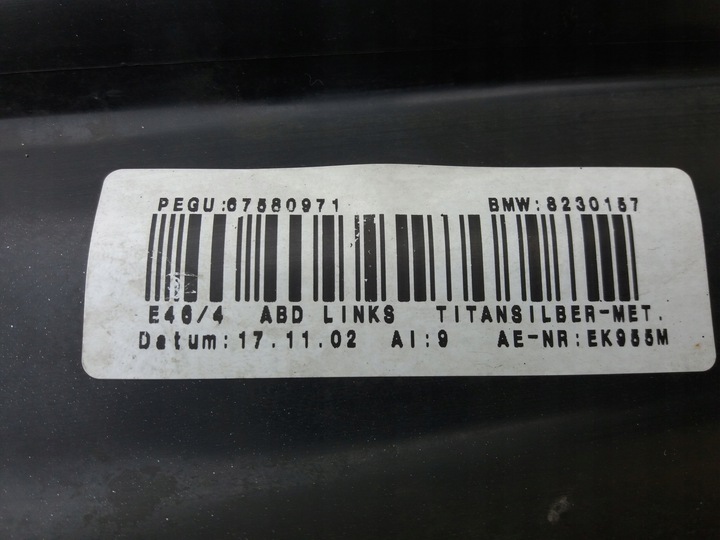 PEGU:67580971 BMW:8230157
E46/4 ABD LINKS TITANSILBER-MET.
Datum:17.11.02 AI:9 AE-NR:EK955M